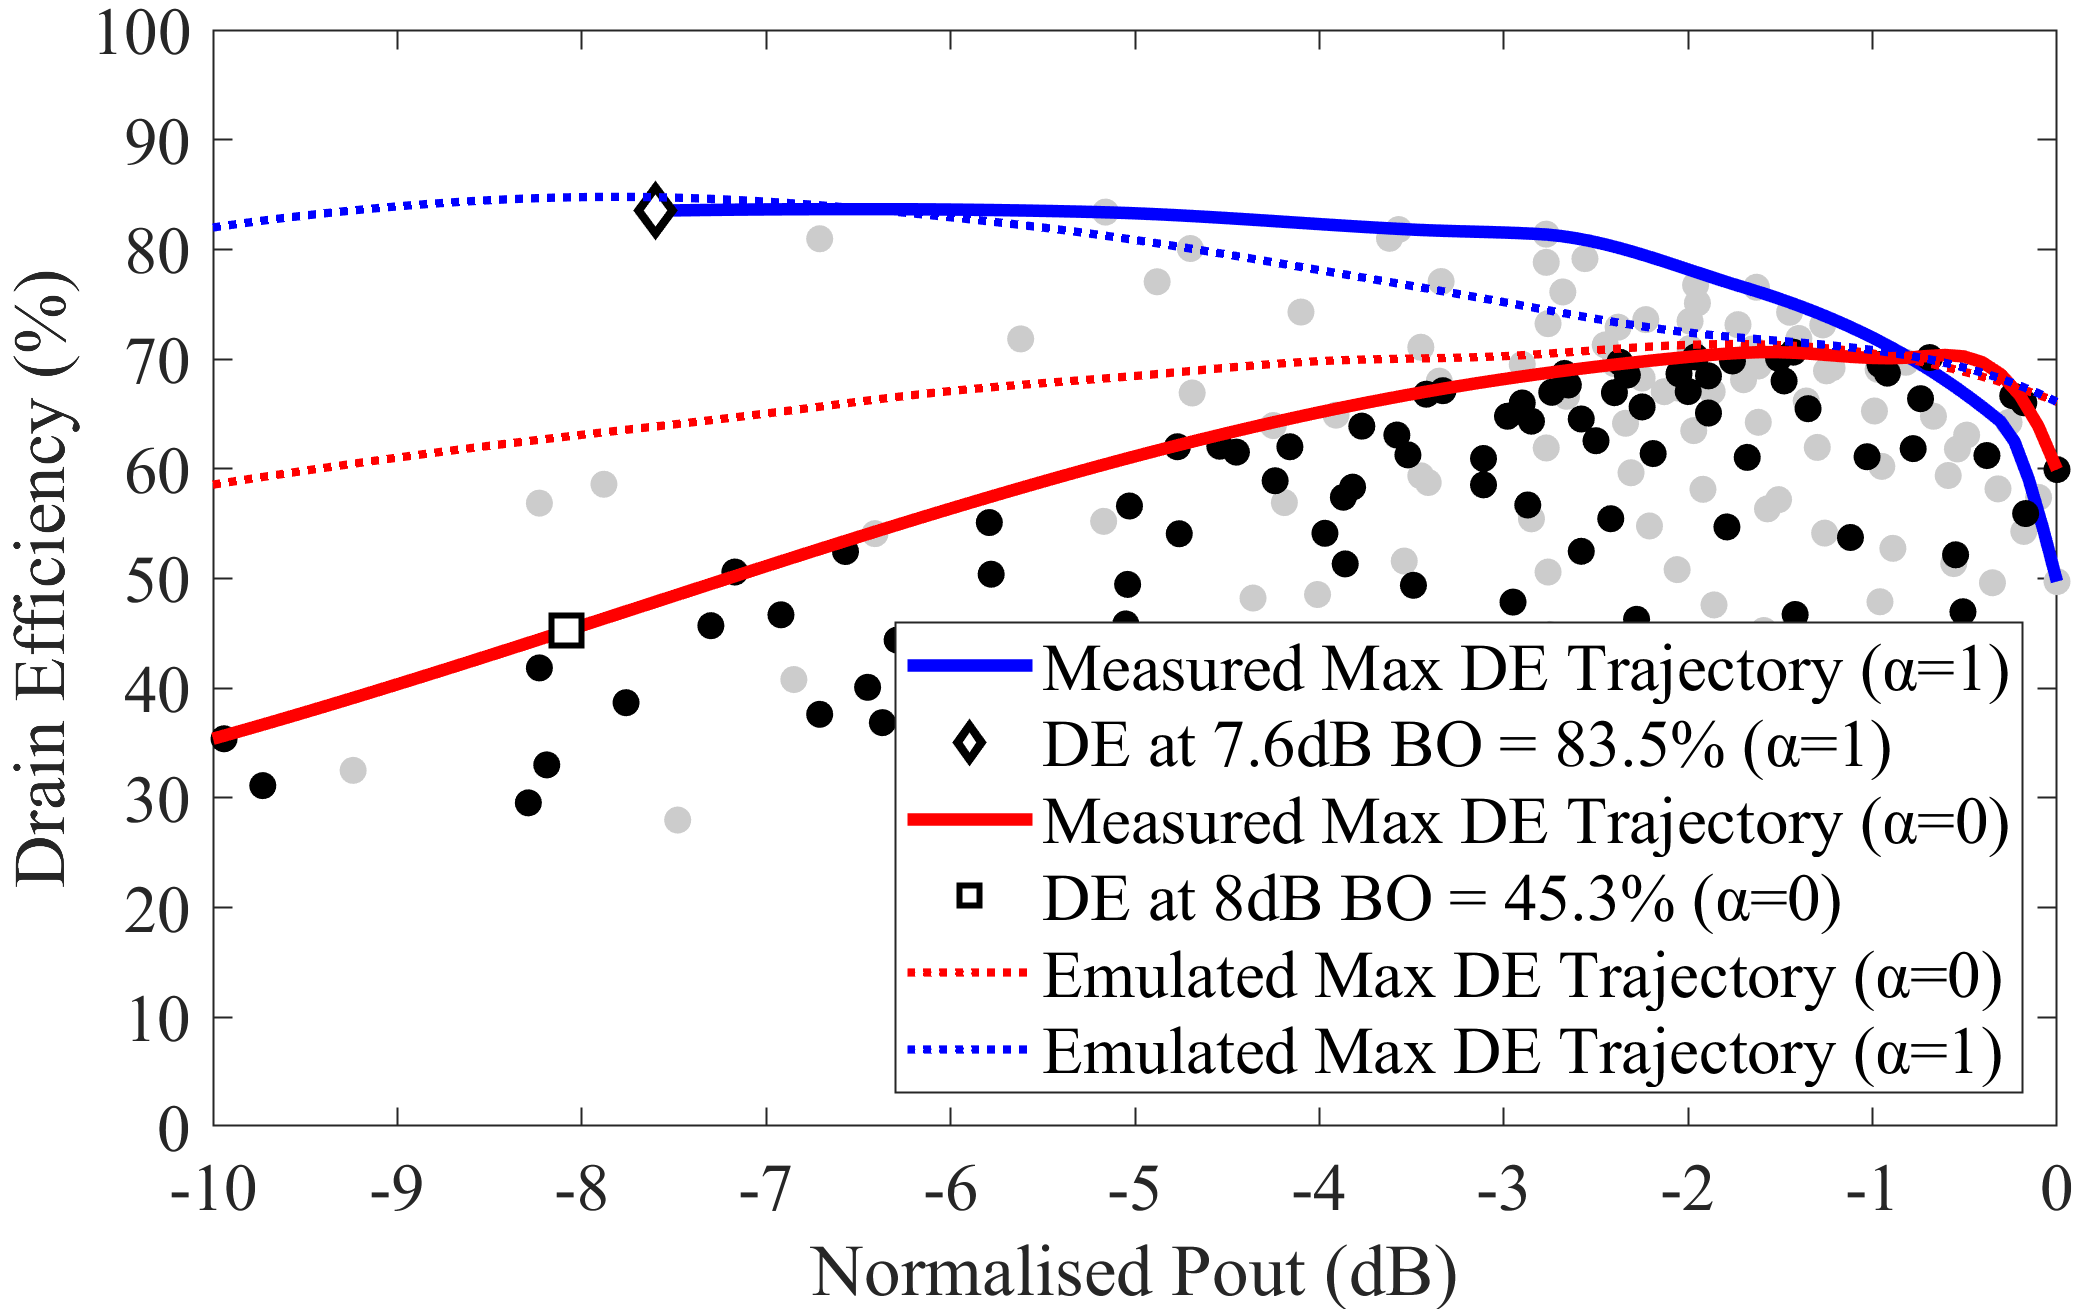 100
90
80
70
60
50
40
30
20
10
0
Drain Efficiency (%)
Measured Max DE Trajectory (α=1)
DE at 7.6dB BO = 83.5% (α=1)
Measured Max DE Trajectory (α=0)
DE at 8dB BO = 45.3% (α=0)
Emulated Max DE Trajectory (α=0)
Emulated Max DE Trajectory (α=1)
-10 -9 -8 -7 -6 -5 -4 -3 -2 -1 0
Normalised Pout (dB)